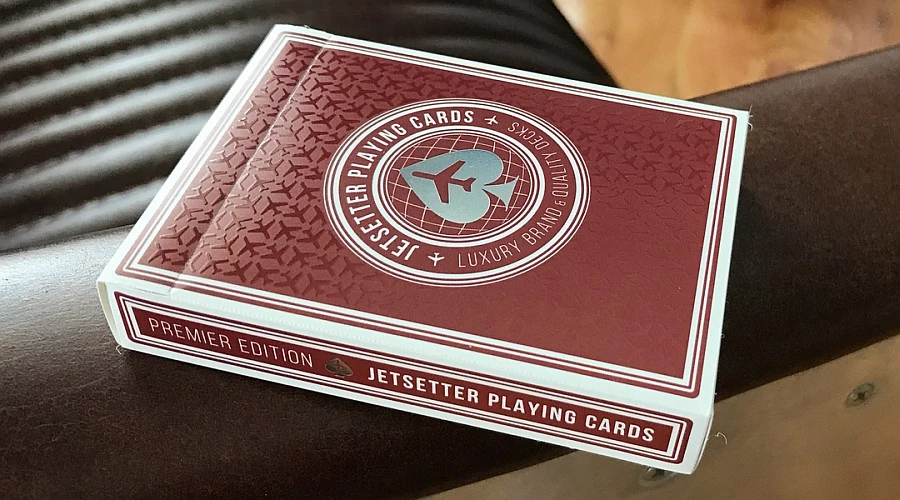 JETSETTER PLAYING CARDS
LUXURY BRAND & QUALITY DECKS
PREMIER EDITION JETSETTER PLAYING CARDS